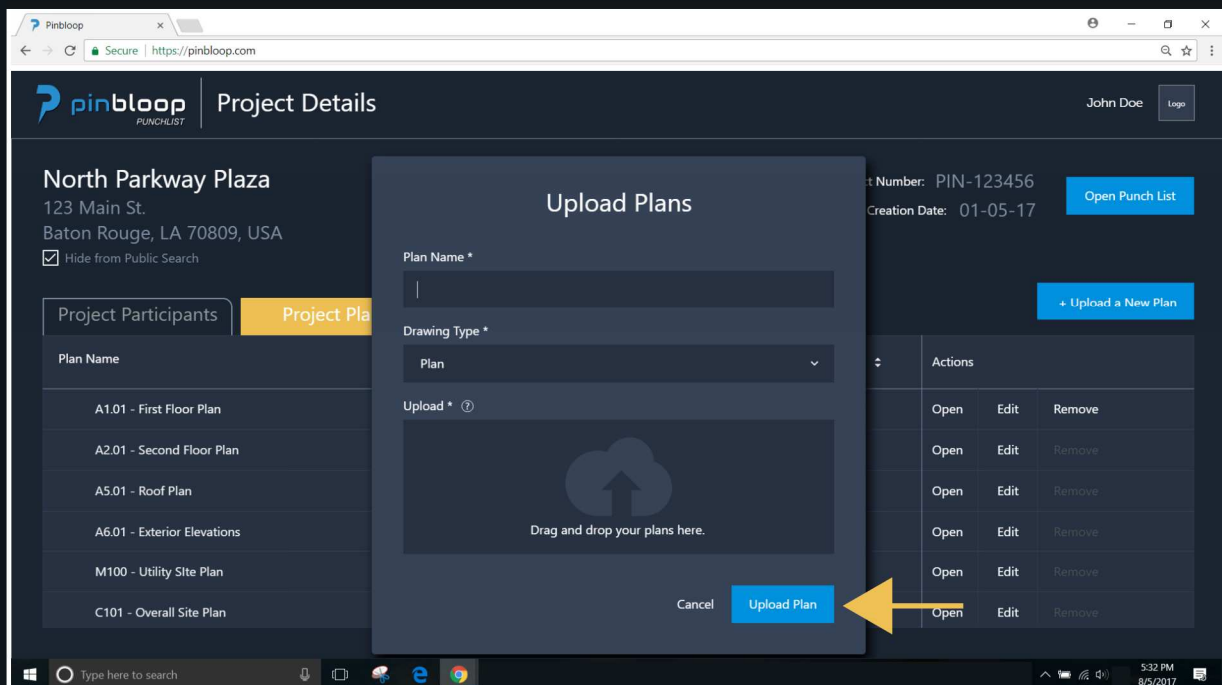 Pinbloop
Secure | https://pinbloop.com
pinbloop
PUNCHLIST
Project Details
John Doe
Logo
North Parkway Plaza
123 Main St.
Baton Rouge, LA 70809, USA
Hide from Public Search
t Number: PIN-123456
Creation Date: 01-05-17
Open Punch List
Project Participants
Project Pla
+ Upload a New Plan
Plan Name
Actions
A1.01 - First Floor Plan
Open Edit Remove
A2.01 - Second Floor Plan
Open Edit Remove
A5.01 - Roof Plan
Open Edit Remove
A6.01 - Exterior Elevations
Open Edit Remove
M100 - Utility SIte Plan
Open Edit Remove
C101 - Overall Site Plan
Open Edit Remove
Upload Plans
Plan Name *
Drawing Type *
Plan
Upload * ?
Drag and drop your plans here.
Cancel
Upload Plan
Type here to search
5:32 PM
8/5/2017